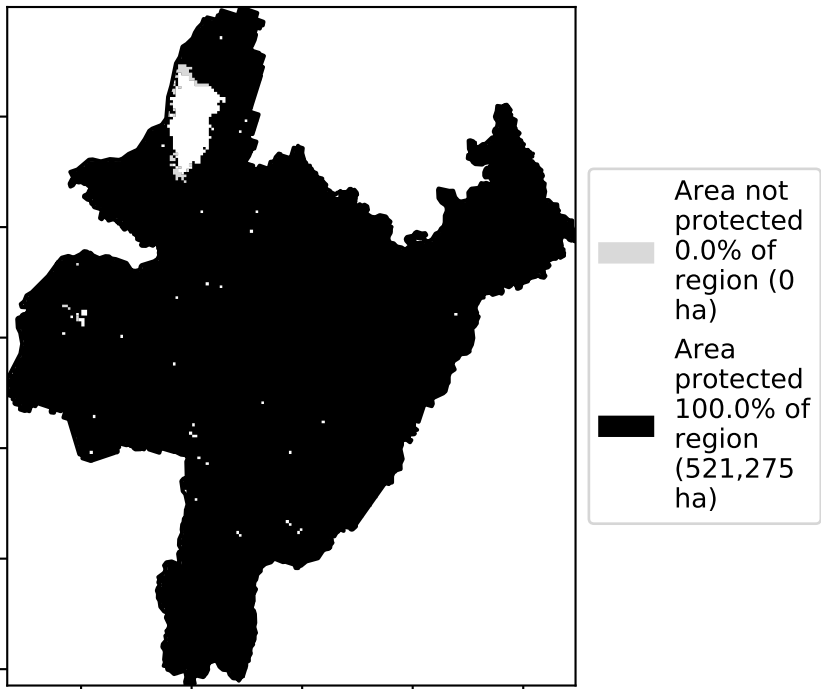 Area not
protected
0.0% of
region (0
ha)
Area
protected
100.0% of
region
(521,275
ha)